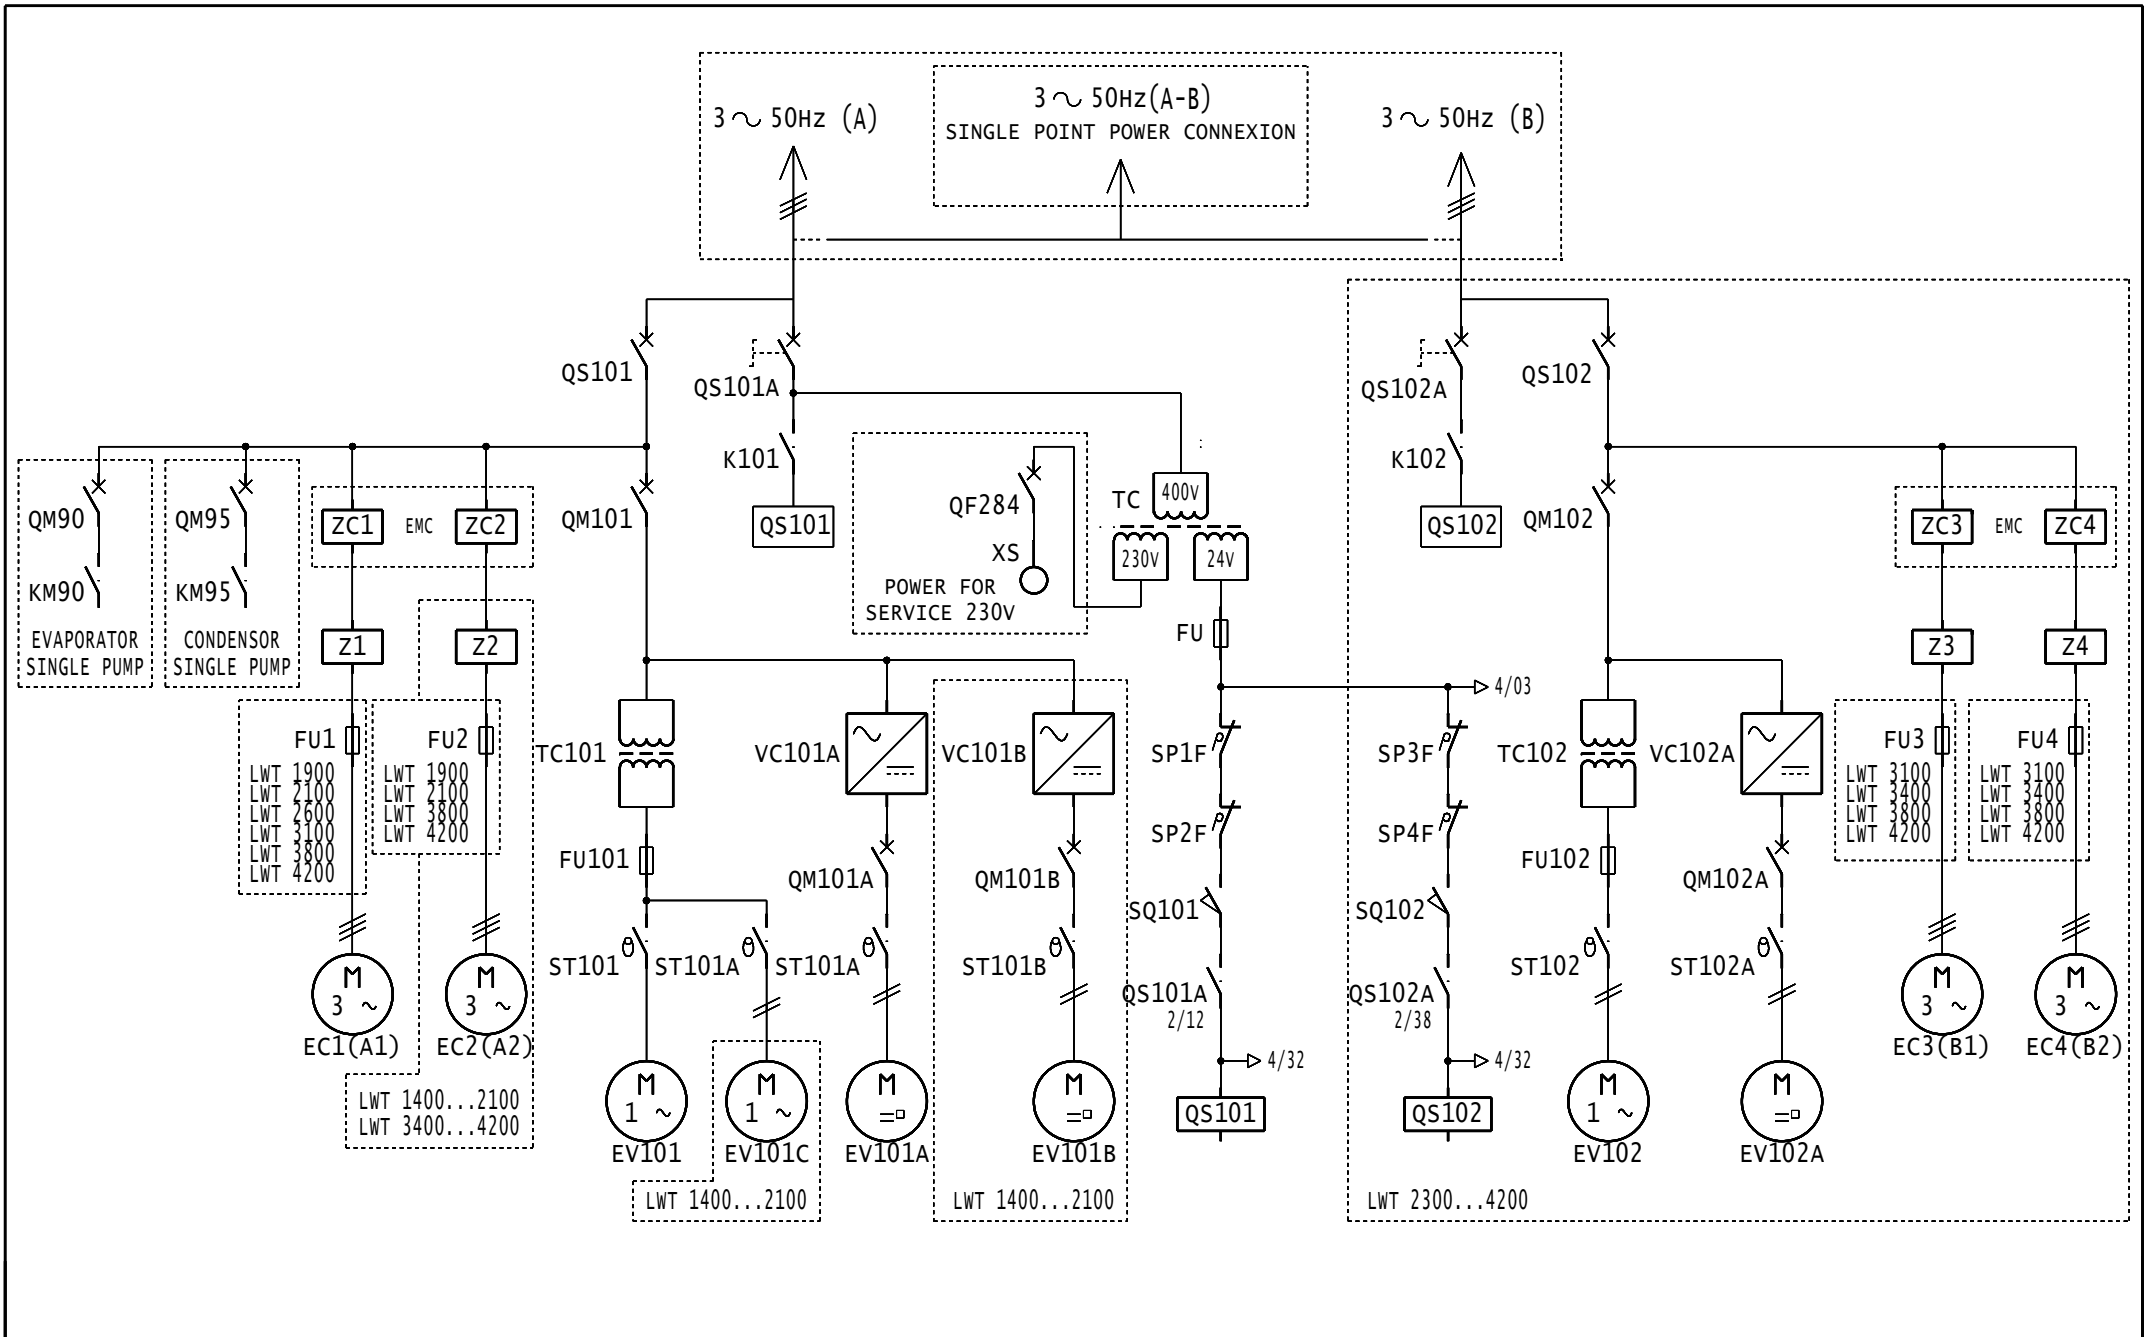 3 ~ 50Hz (A)
3 ~ 50Hz(A-B)
SINGLE POINT POWER CONNEXION
3 ~ 50Hz (B)
QS101
QS101A
QS102A
QS102
K101
K102
QM90
QM95
ZC1
EMC
ZC2
QM101
QS101
QF284
TC
400V
QS102
QM102
ZC3
EMC
ZC4
XS
230V
24V
KM90
KM95
POWER FOR
SERVICE 230V
EVAPORATOR
SINGLE PUMP
CONDENSOR
SINGLE PUMP
Z1
Z2
FU
Z3
Z4
4/03
FU1
LWT 1900
LWT 2100
LWT 2600
LWT 3100
LWT 3800
LWT 4200
FU2
LWT 1900
LWT 2100
LWT 3800
LWT 4200
TC101
VC101A
VC101B
SP1F
SP3F
TC102
VC102A
FU3
LWT 3100
LWT 3400
LWT 3800
LWT 4200
FU4
LWT 3100
LWT 3400
LWT 3800
LWT 4200
SP2F
SP4F
FU101
QM101A
QM101B
FU102
QM102A
SQ101
SQ102
ST101
ST101A
ST101A
ST101B
ST102
ST102A
QS101A
2/12
QS102A
2/38
M
3 ~
EC1(A1)
M
3 ~
EC2(A2)
M
3 ~
EC3(B1)
M
3 ~
EC4(B2)
4/32
4/32
LWT 1400...2100
LWT 3400...4200
M
1 ~
EV101
M
1 ~
EV101C
M
EV101A
M
EV101B
QS101
QS102
M
1 ~
EV102
M
EV102A
LWT 1400...2100
LWT 1400...2100
LWT 2300...4200